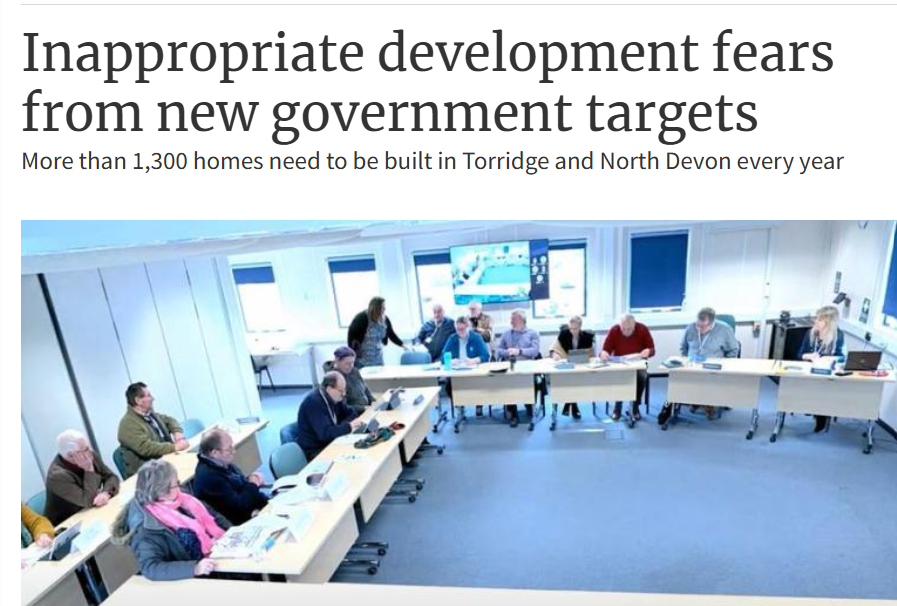 Inappropriate development fears
from new government targets
More than 1,300 homes need to be built in Torridge and North Devon every year